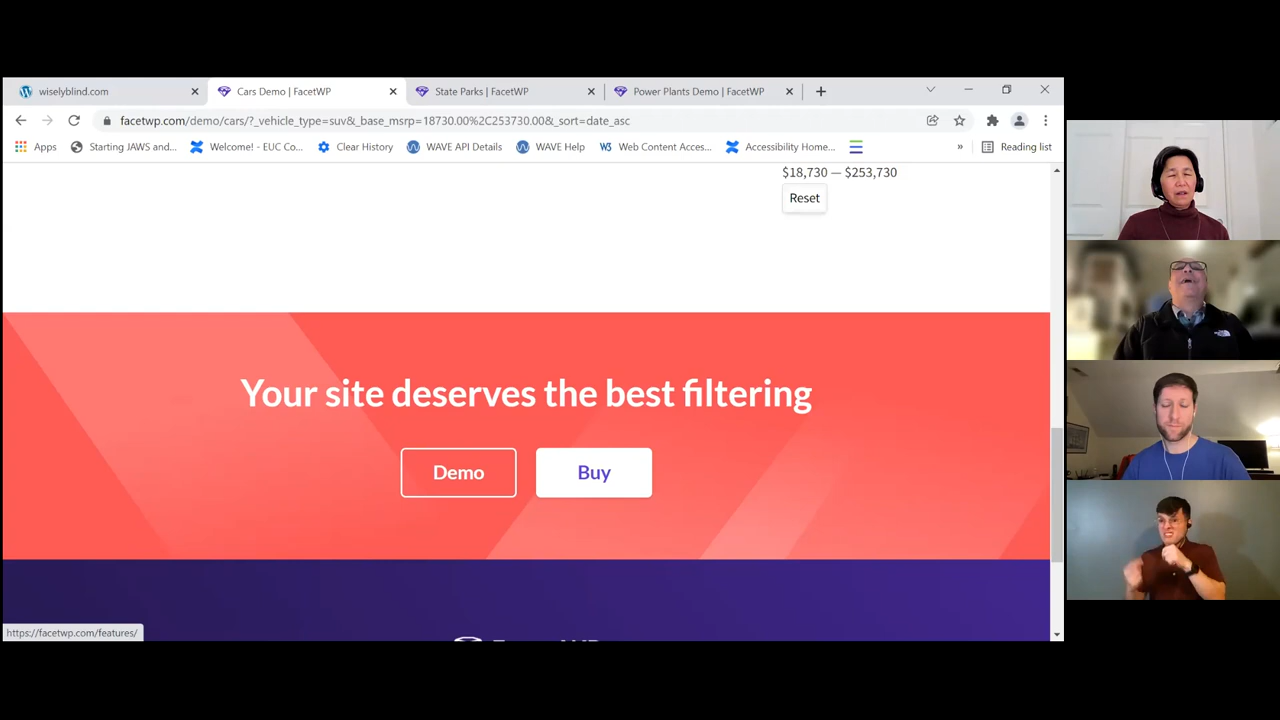 wiselyblind.com
Cars Demo | FacetWP
State Parks | FacetWP
Power Plants Demo | FacetWP
facetwp.com/demo/cars/?_vehicle_type=suv&_base_msrp=18730.00%2C253730.00&_sort=date_asc
Apps
Starting JAWS and...
Welcome! - EUC Co...
Clear History
WAVE API Details
WAVE Help
W3
Web Content Acces...
Accessibility Home...
»
Reading list
$18,730 — $253,730
Reset
Your site deserves the best filtering
Demo
Buy
https://facetwp.com/features/